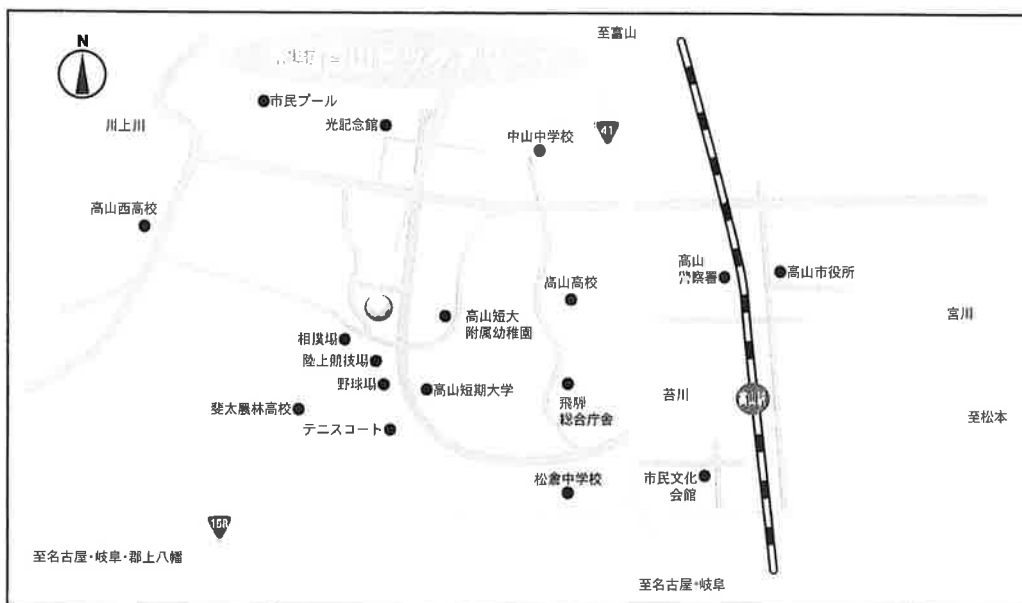 至富山
N
市民プール
川上川
光記念館
中山中学校
41
高山西高校
高山
警察署
高山市役所
高山高校
宮川
高山短大
附属幼稚園
相撲場
陸上競技場
野球場
高山短期大学
飛騨
総合庁舎
苔川
斐太農林高校
テニスコート
至松本
松倉中学校
市民文化
会館
158
至名古屋・岐阜・郡上八幡
至名古屋・岐阜